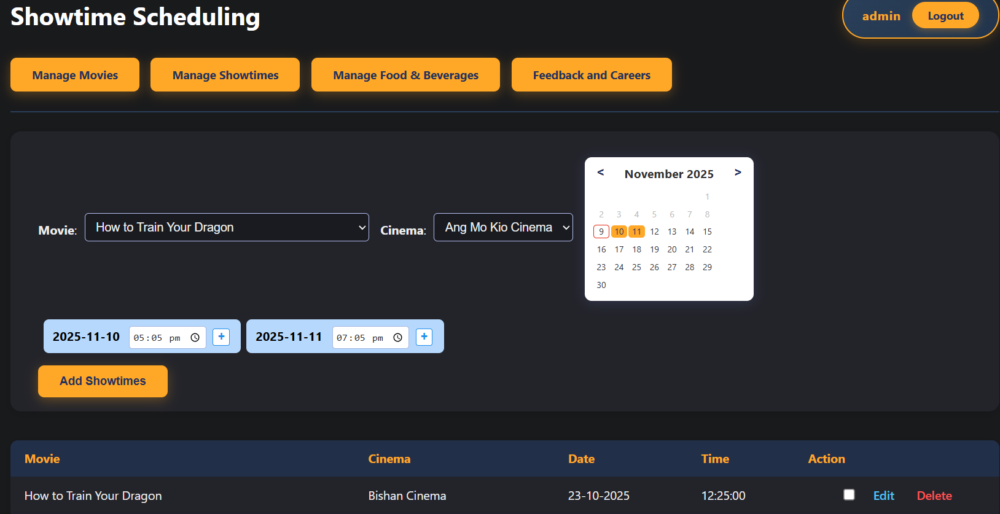 Showtime Scheduling
admin Logout
Manage Movies Manage Showtimes Manage Food & Beverages Feedback and Careers
< November 2025 >
1
2 3 4 5 6 7 8
Movie: How to Train Your Dragon Cinema: Ang Mo Kio Cinema
9 10 11 12 13 14 15
16 17 18 19 20 21 22
23 24 25 26 27 28 29
30
2025-11-10 05:05 pm + 2025-11-11 07:05 pm +
Add Showtimes
Movie Cinema Date Time Action
How to Train Your Dragon Bishan Cinema 23-10-2025 12:25:00 Edit Delete